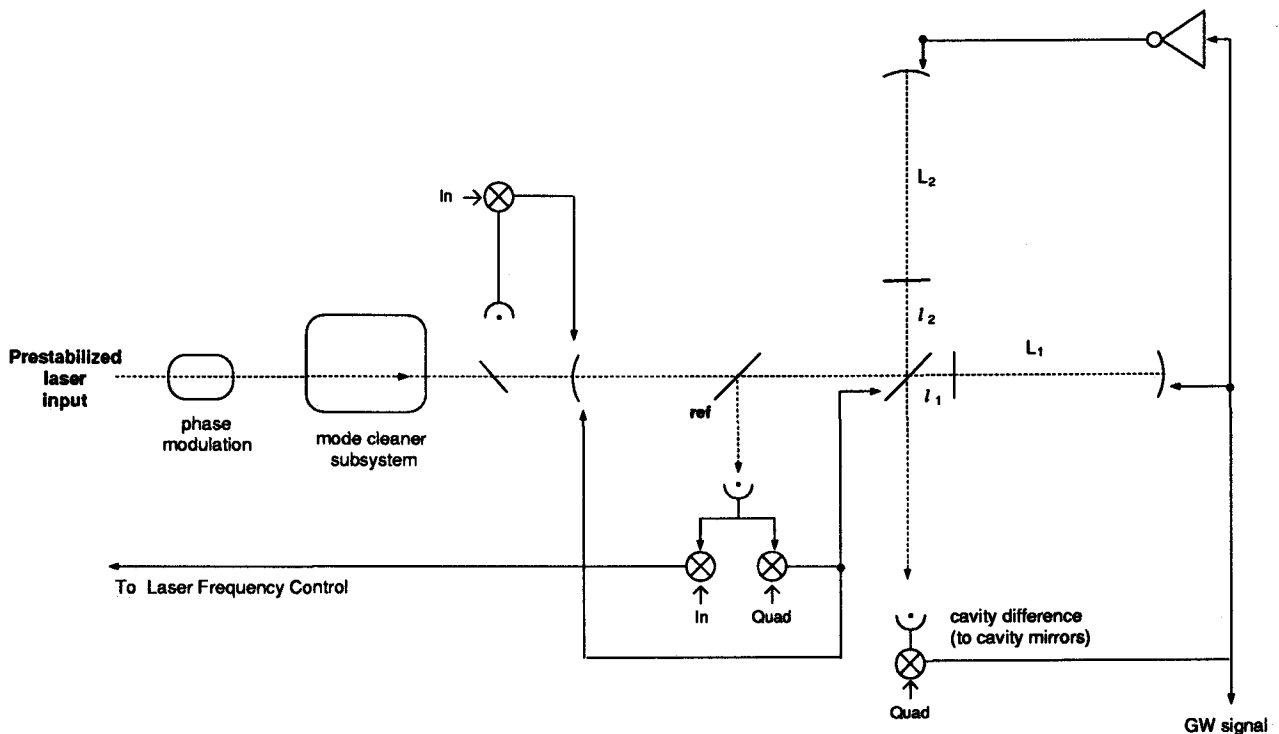 In
L₂
l₂
L₁
l₁
Prestabilized
laser
input
phase
modulation
mode cleaner
subsystem
ref
To Laser Frequency Control
In
Quad
cavity difference
(to cavity mirrors)
Quad
GW signal